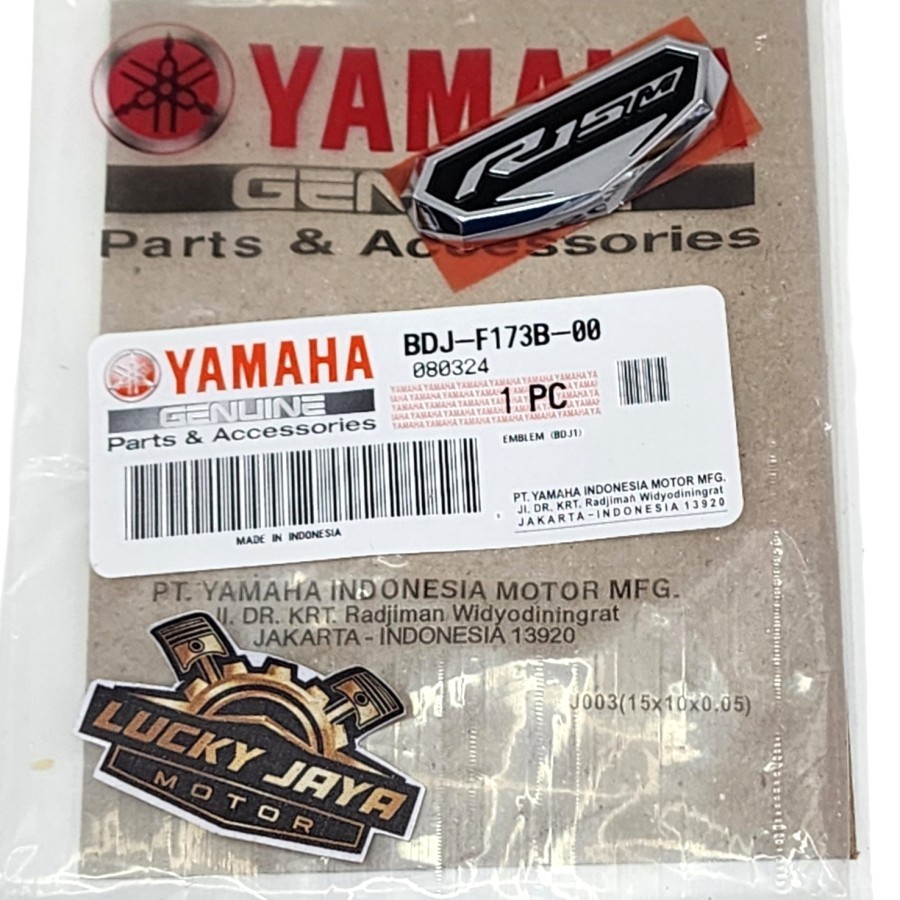 YAMAHA
R15M
GENUINE
Parts & Accessories
YAMAHA
GENUINE
Parts & Accessories
BDJ-F173B-00
080324
1 PC
EMBLEM (BDJ1)
MADE IN INDONESIA
PT. YAMAHA INDONESIA MOTOR MFG.
Jl. DR. KRT. Radjiman Widyodiningrat
JAKARTA-INDONESIA 13920
PT. YAMAHA INDONESIA MOTOR MFG.
Jl. DR. KRT. Radjiman Widyodiningrat
JAKARTA - INDONESIA 13920
J003(15x10x0.05)
LUCKY JAYA
MOTOR